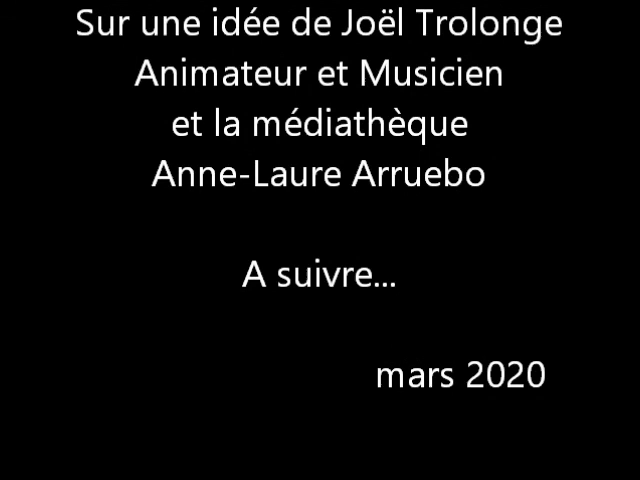 Sur une idée de Joël Trolonge
Animateur et Musicien
et la médiathèque
Anne-Laure Arruebo
A suivre...
mars 2020